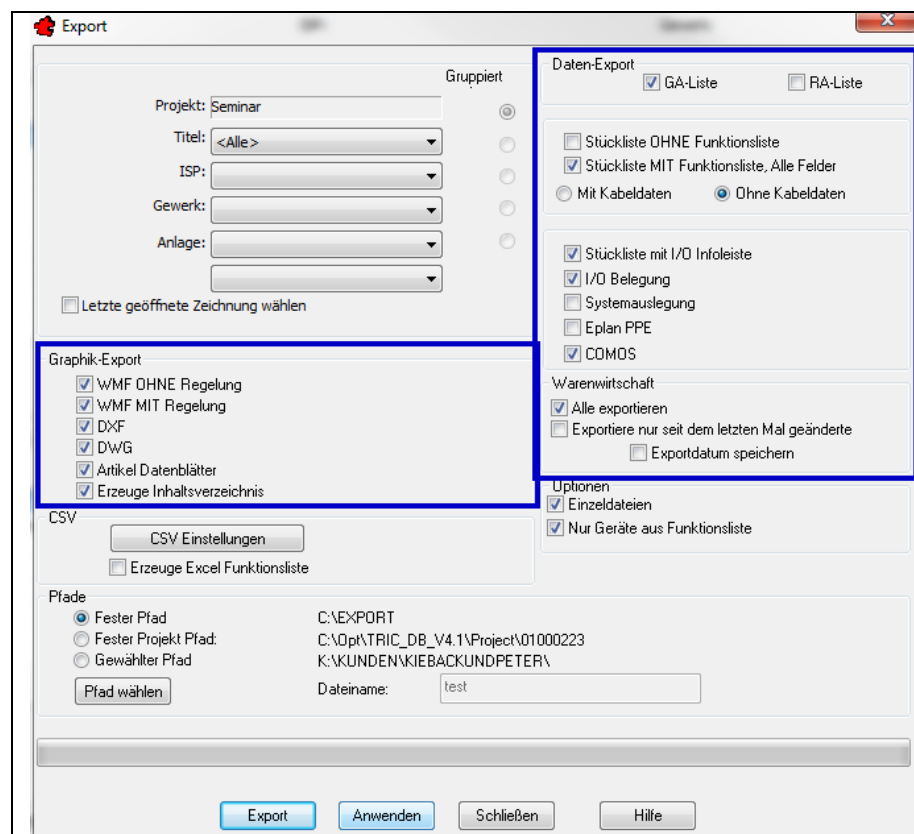 Export
Gruppiert
Projekt: Seminar
Titel: <Alle>
ISP:
Gewerk:
Anlage:
Letzte geöffnete Zeichnung wählen
Daten-Export
GA-Liste RA-Liste
Stückliste OHNE Funktionsliste
Stückliste MIT Funktionsliste, Alle Felder
Mit Kabeldaten Ohne Kabeldaten
Stückliste mit I/O Infoleiste
I/O Belegung
Systemauslegung
Eplan PPE
COMOS
Graphik-Export
WMF OHNE Regelung
WMF MIT Regelung
DXF
DWG
Artikel Datenblätter
Erzeuge Inhaltsverzeichnis
Warenwirtschaft
Alle exportieren
Exportiere nur seit dem letzten Mal geänderte
Exportdatum speichern
Optionen
Einzeldateien
Nur Geräte aus Funktionsliste
CSV
CSV Einstellungen
Erzeuge Excel Funktionsliste
Pfade
Fester Pfad C:\EXPORT
Fester Projekt Pfad: C:\Opt\TRIC_DB_V4.1\Project\01000223
Gewählter Pfad K:\KUNDEN\KIEBACKUNDPETER\
Pfad wählen Dateiname: test
Export Anwenden Schließen Hilfe